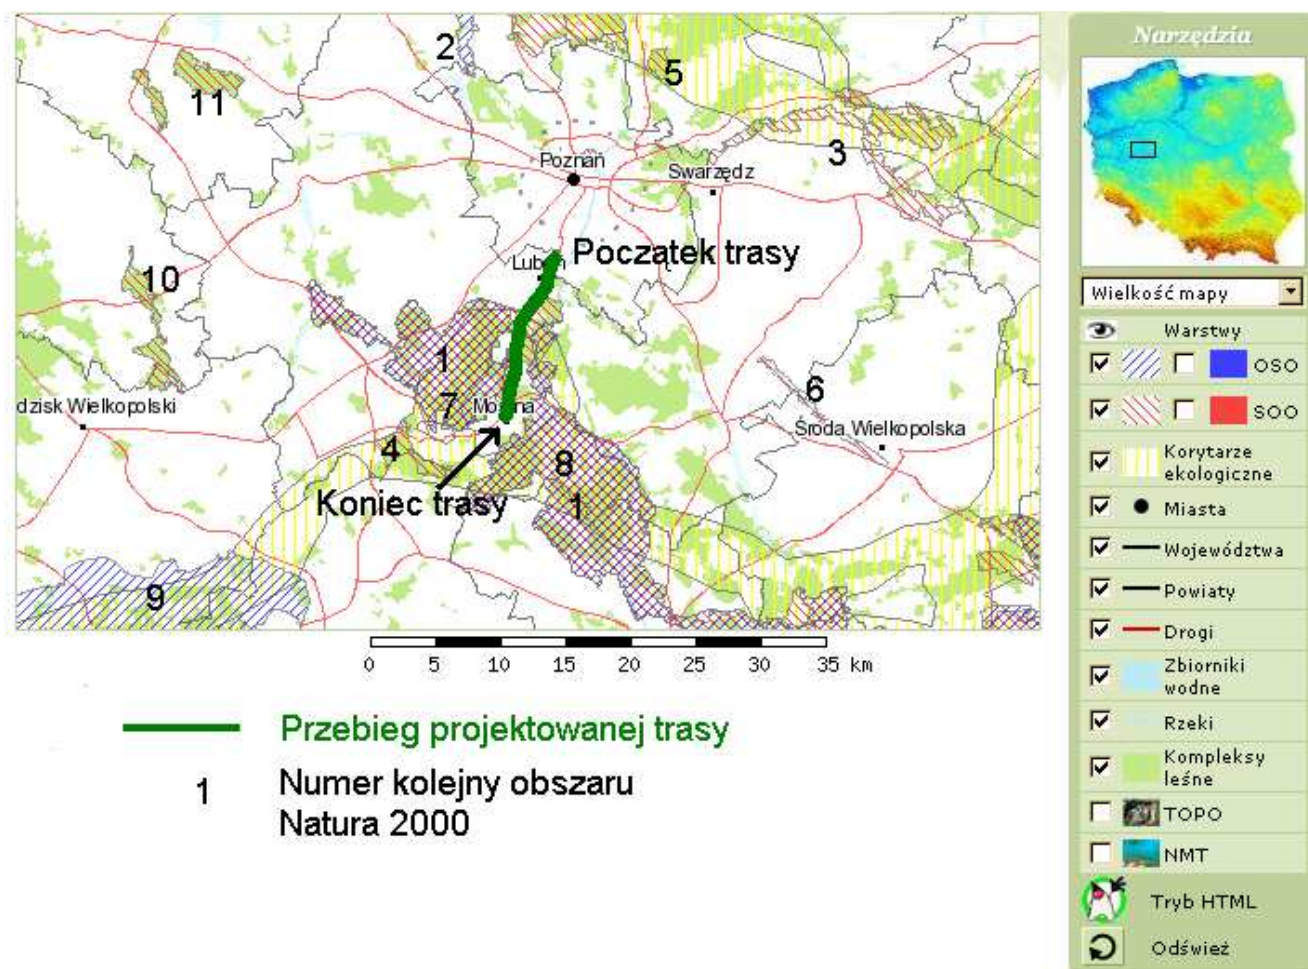 Narzędzia
2
5
11
3
Poznań
Swarzędz
Początek trasy
10
1
6
dzisk Wielkopolski
7
4
Środa Wielkopolska
8
Koniec trasy
1
9
0 5 10 15 20 25 30 35 km
Przebieg projektowanej trasy
1 Numer kolejny obszaru
Natura 2000
Wielkość mapy
Warstwy
OSO
SOO
Korytarze
ekologiczne
Miasta
Województwa
Powiaty
Drogi
Zbiorniki
wodne
Rzeki
Kompleksy
leśne
TOPO
NMT
Tryb HTML
Odśwież